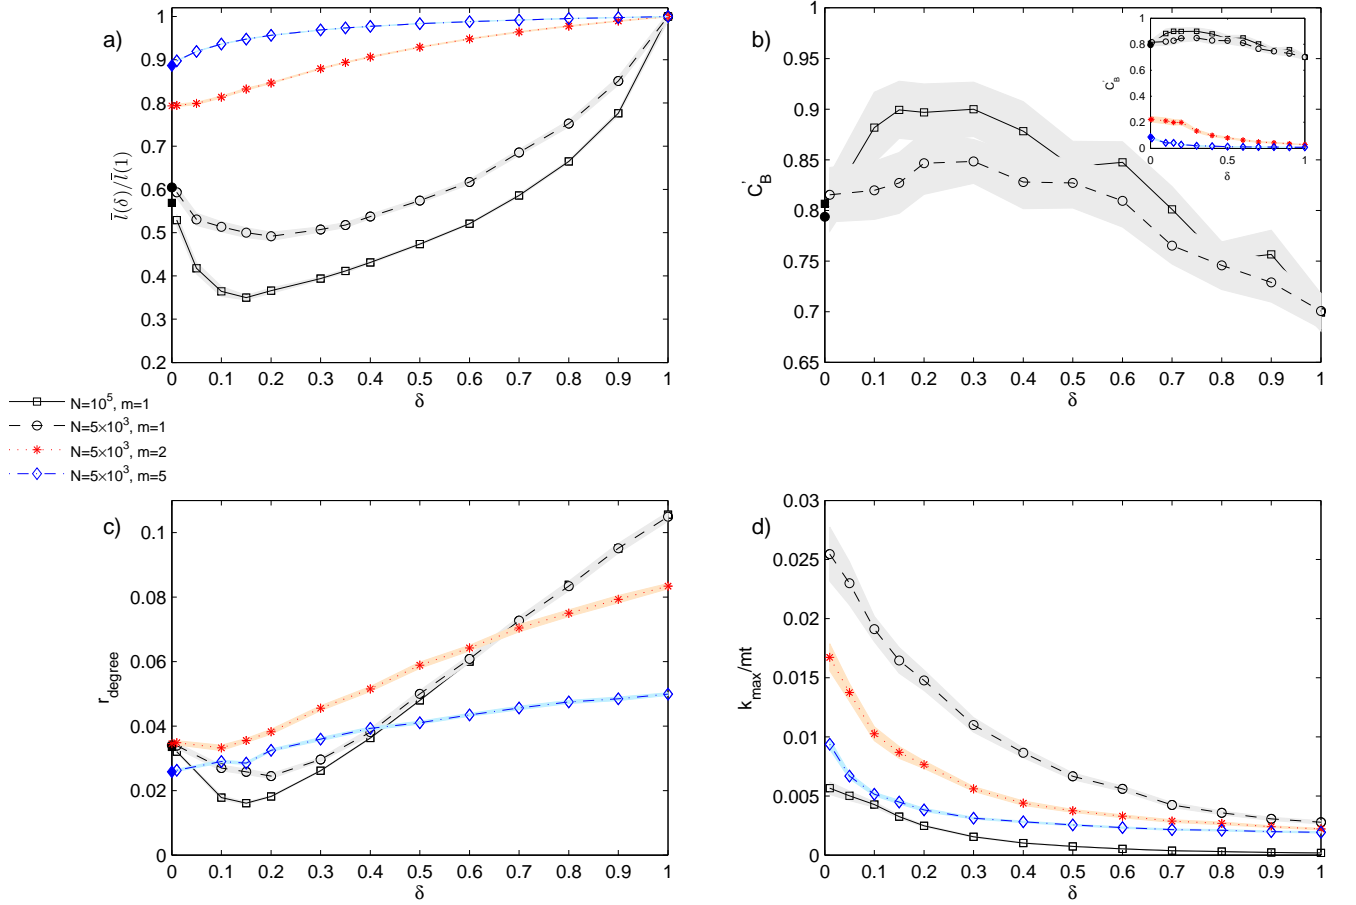 a)
1
0.9
0.8
0.7
0.6
0.5
0.4
0.3
0.2
l̄(δ)/l̄(1)
0 0.1 0.2 0.3 0.4 0.5 0.6 0.7 0.8 0.9 1
δ
b)
1
0.95
0.9
0.85
0.8
0.75
0.7
0.65
C'B
0 0.1 0.2 0.3 0.4 0.5 0.6 0.7 0.8 0.9 1
δ
1
0.8
0.6
0.4
0.2
0
C'B
0 0.5 1
δ
N=10^5, m=1
N=5×10^3, m=1
N=5×10^3, m=2
N=5×10^3, m=5
c)
0.1
0.08
0.06
0.04
0.02
0
r_degree
0 0.1 0.2 0.3 0.4 0.5 0.6 0.7 0.8 0.9 1
δ
d)
0.03
0.025
0.02
0.015
0.01
0.005
0
k_max/mt
0 0.1 0.2 0.3 0.4 0.5 0.6 0.7 0.8 0.9 1
δ